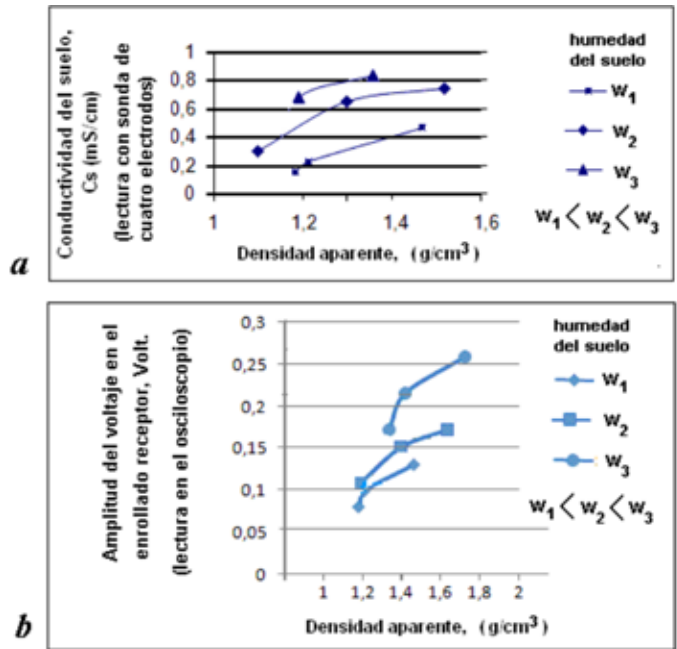 a
Conductividad del suelo,
Cs (mS/cm)
(lectura con sonda de
cuatro electrodos)
1
0,8
0,6
0,4
0,2
0
1
1,2
1,4
1,6
Densidad aparente, (g/cm³)
humedad
del suelo
w₁
w₂
w₃
w₁ < w₂ < w₃
b
Amplitud del voltaje en el
enrollado receptor, Volt.
(lectura en el osciloscopio)
0,3
0,25
0,2
0,15
0,1
0,05
0
1
1,2
1,4
1,6
1,8
2
Densidad aparente, (g/cm³)
humedad
del suelo
w₁
w₂
w₃
w₁ < w₂ < w₃